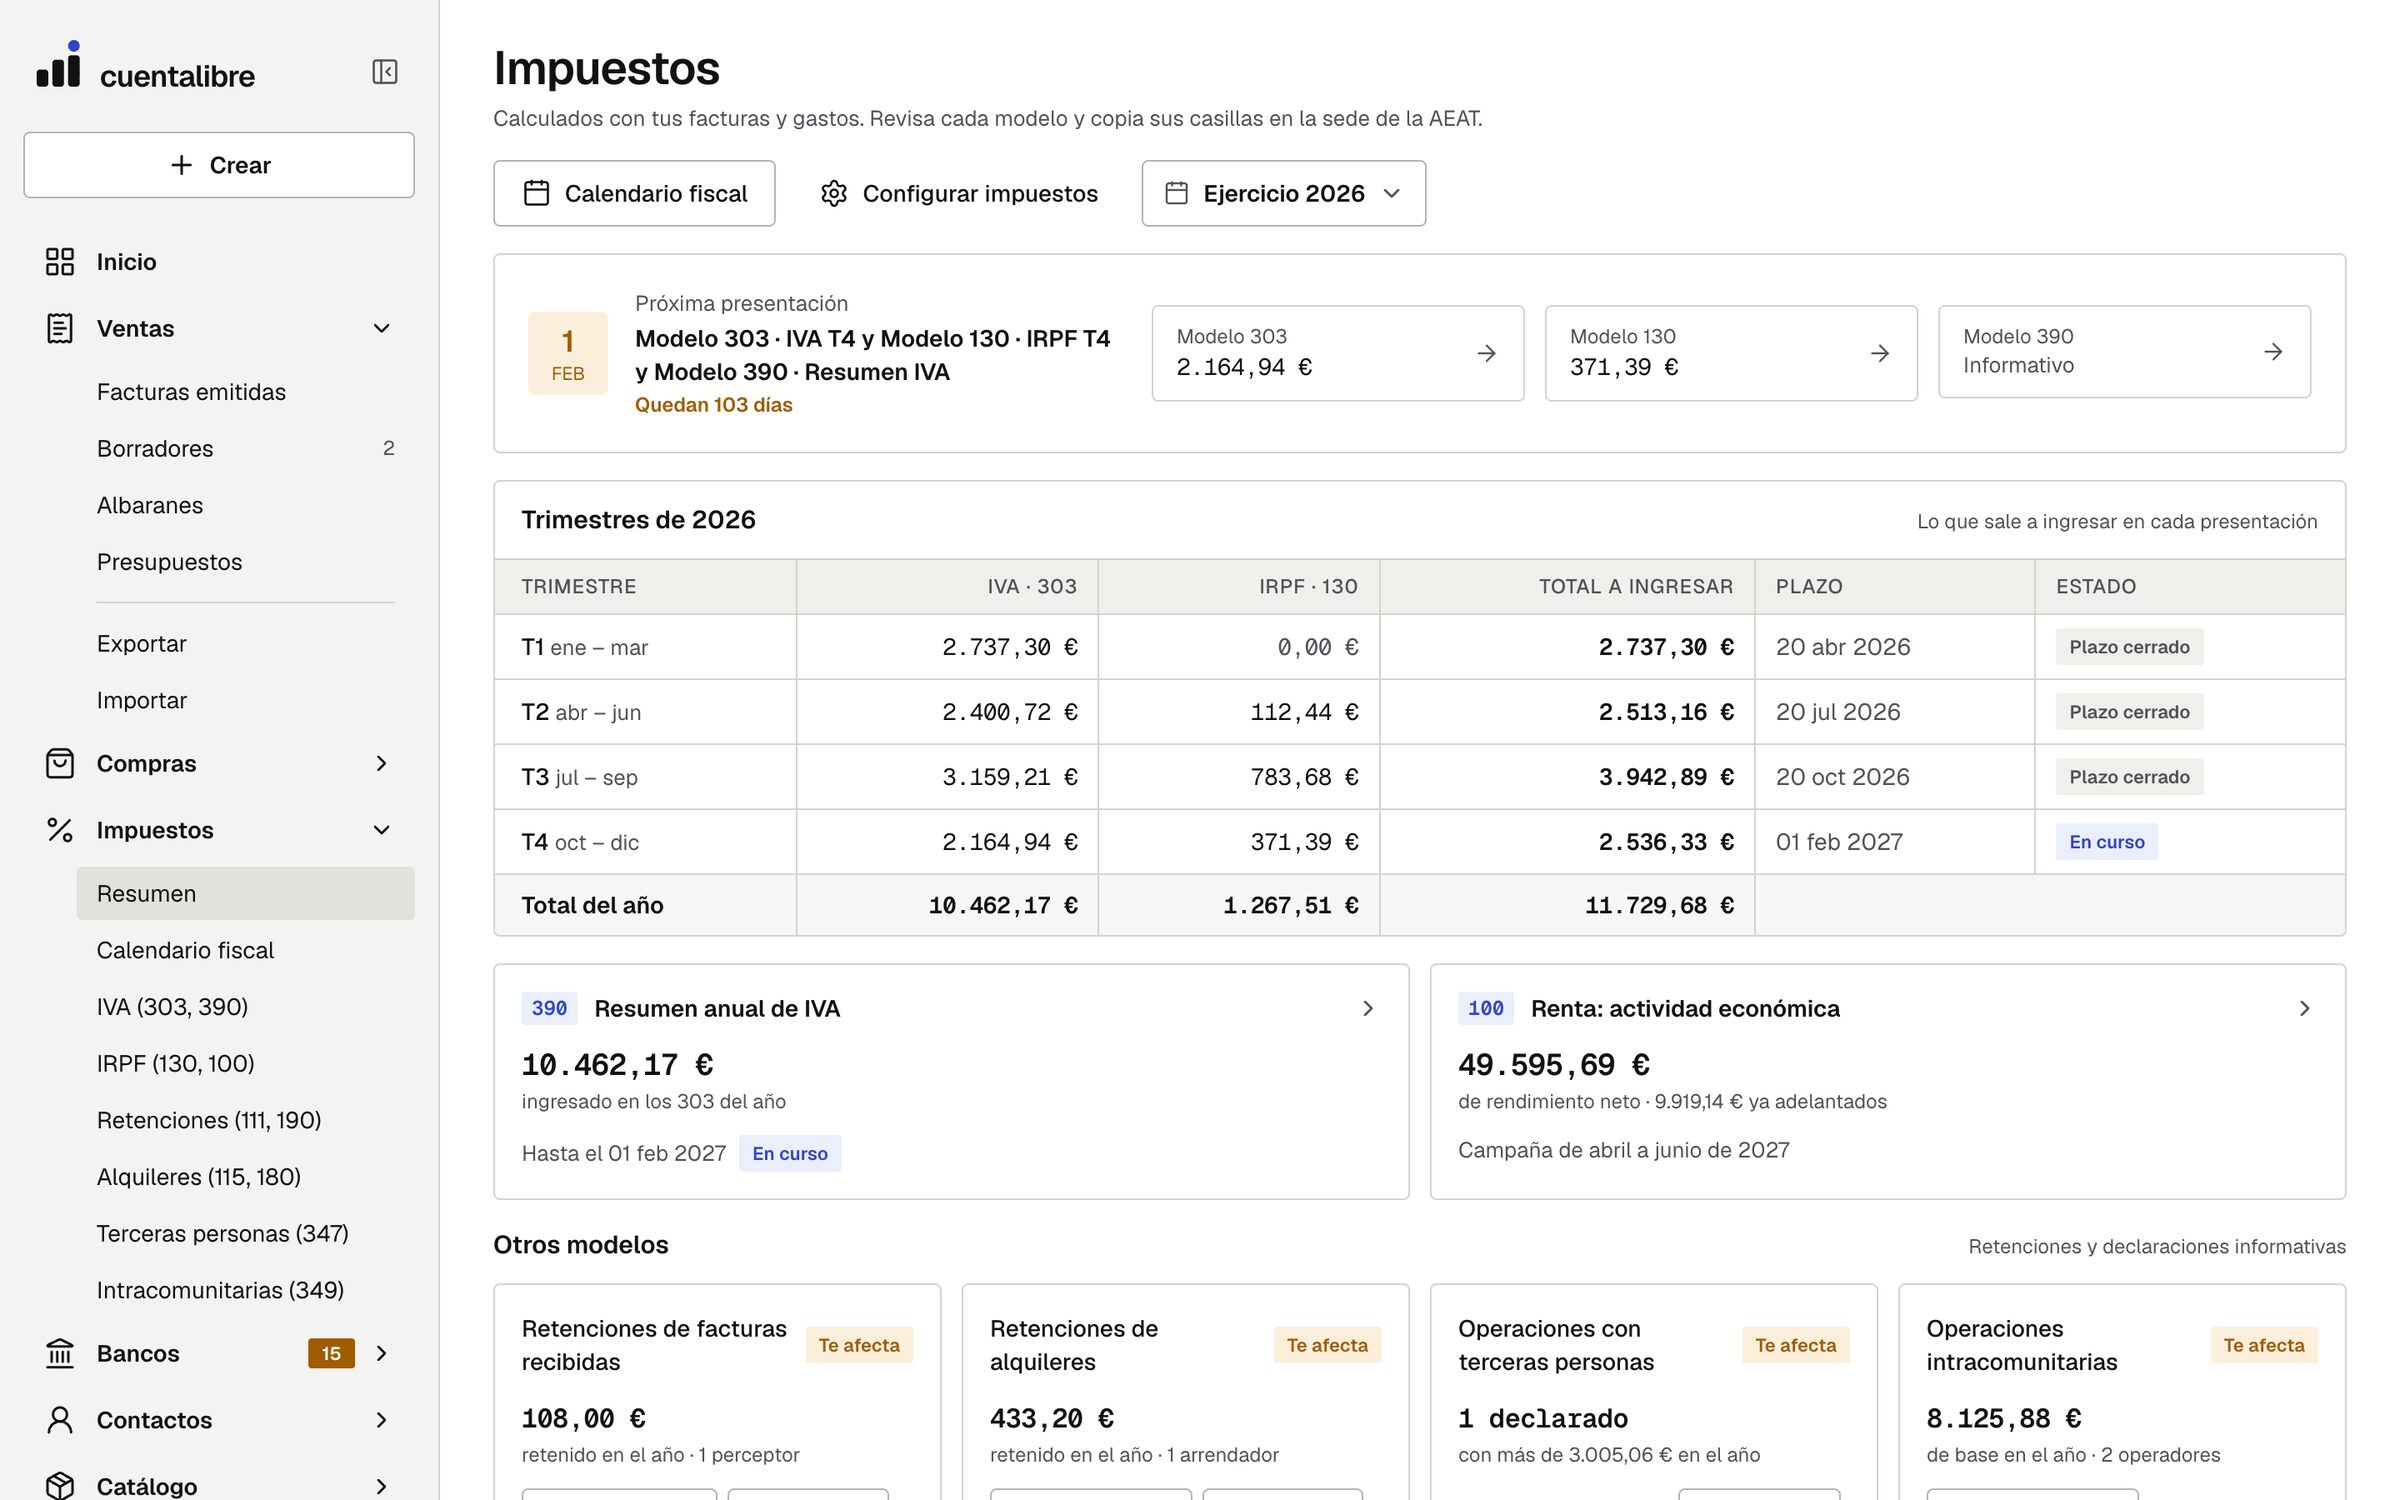 cuentalibre
Crear
Inicio
Ventas
Facturas emitidas
Borradores 2
Albaranes
Presupuestos
Exportar
Importar
Compras
Impuestos
Resumen
Calendario fiscal
IVA (303, 390)
IRPF (130, 100)
Retenciones (111, 190)
Alquileres (115, 180)
Terceras personas (347)
Intracomunitarias (349)
Bancos 15
Contactos
Catálogo
Impuestos
Calculados con tus facturas y gastos. Revisa cada modelo y copia sus casillas en la sede de la AEAT.
Calendario fiscal Configurar impuestos Ejercicio 2026
1
FEB
Próxima presentación
Modelo 303 · IVA T4 y Modelo 130 · IRPF T4
y Modelo 390 · Resumen IVA
Quedan 103 días
Modelo 303
2.164,94 €
Modelo 130
371,39 €
Modelo 390
Informativo
Trimestres de 2026 Lo que sale a ingresar en cada presentación
TRIMESTRE IVA · 303 IRPF · 130 TOTAL A INGRESAR PLAZO ESTADO
T1 ene – mar 2.737,30 € 0,00 € 2.737,30 € 20 abr 2026 Plazo cerrado
T2 abr – jun 2.400,72 € 112,44 € 2.513,16 € 20 jul 2026 Plazo cerrado
T3 jul – sep 3.159,21 € 783,68 € 3.942,89 € 20 oct 2026 Plazo cerrado
T4 oct – dic 2.164,94 € 371,39 € 2.536,33 € 01 feb 2027 En curso
Total del año 10.462,17 € 1.267,51 € 11.729,68 €
390 Resumen anual de IVA
10.462,17 €
ingresado en los 303 del año
Hasta el 01 feb 2027 En curso
100 Renta: actividad económica
49.595,69 €
de rendimiento neto · 9.919,14 € ya adelantados
Campaña de abril a junio de 2027
Otros modelos Retenciones y declaraciones informativas
Retenciones de facturas
recibidas
Te afecta
108,00 €
retenido en el año · 1 perceptor
Retenciones de
alquileres
Te afecta
433,20 €
retenido en el año · 1 arrendador
Operaciones con
terceras personas
Te afecta
1 declarado
con más de 3.005,06 € en el año
Operaciones
intracomunitarias
Te afecta
8.125,88 €
de base en el año · 2 operadores